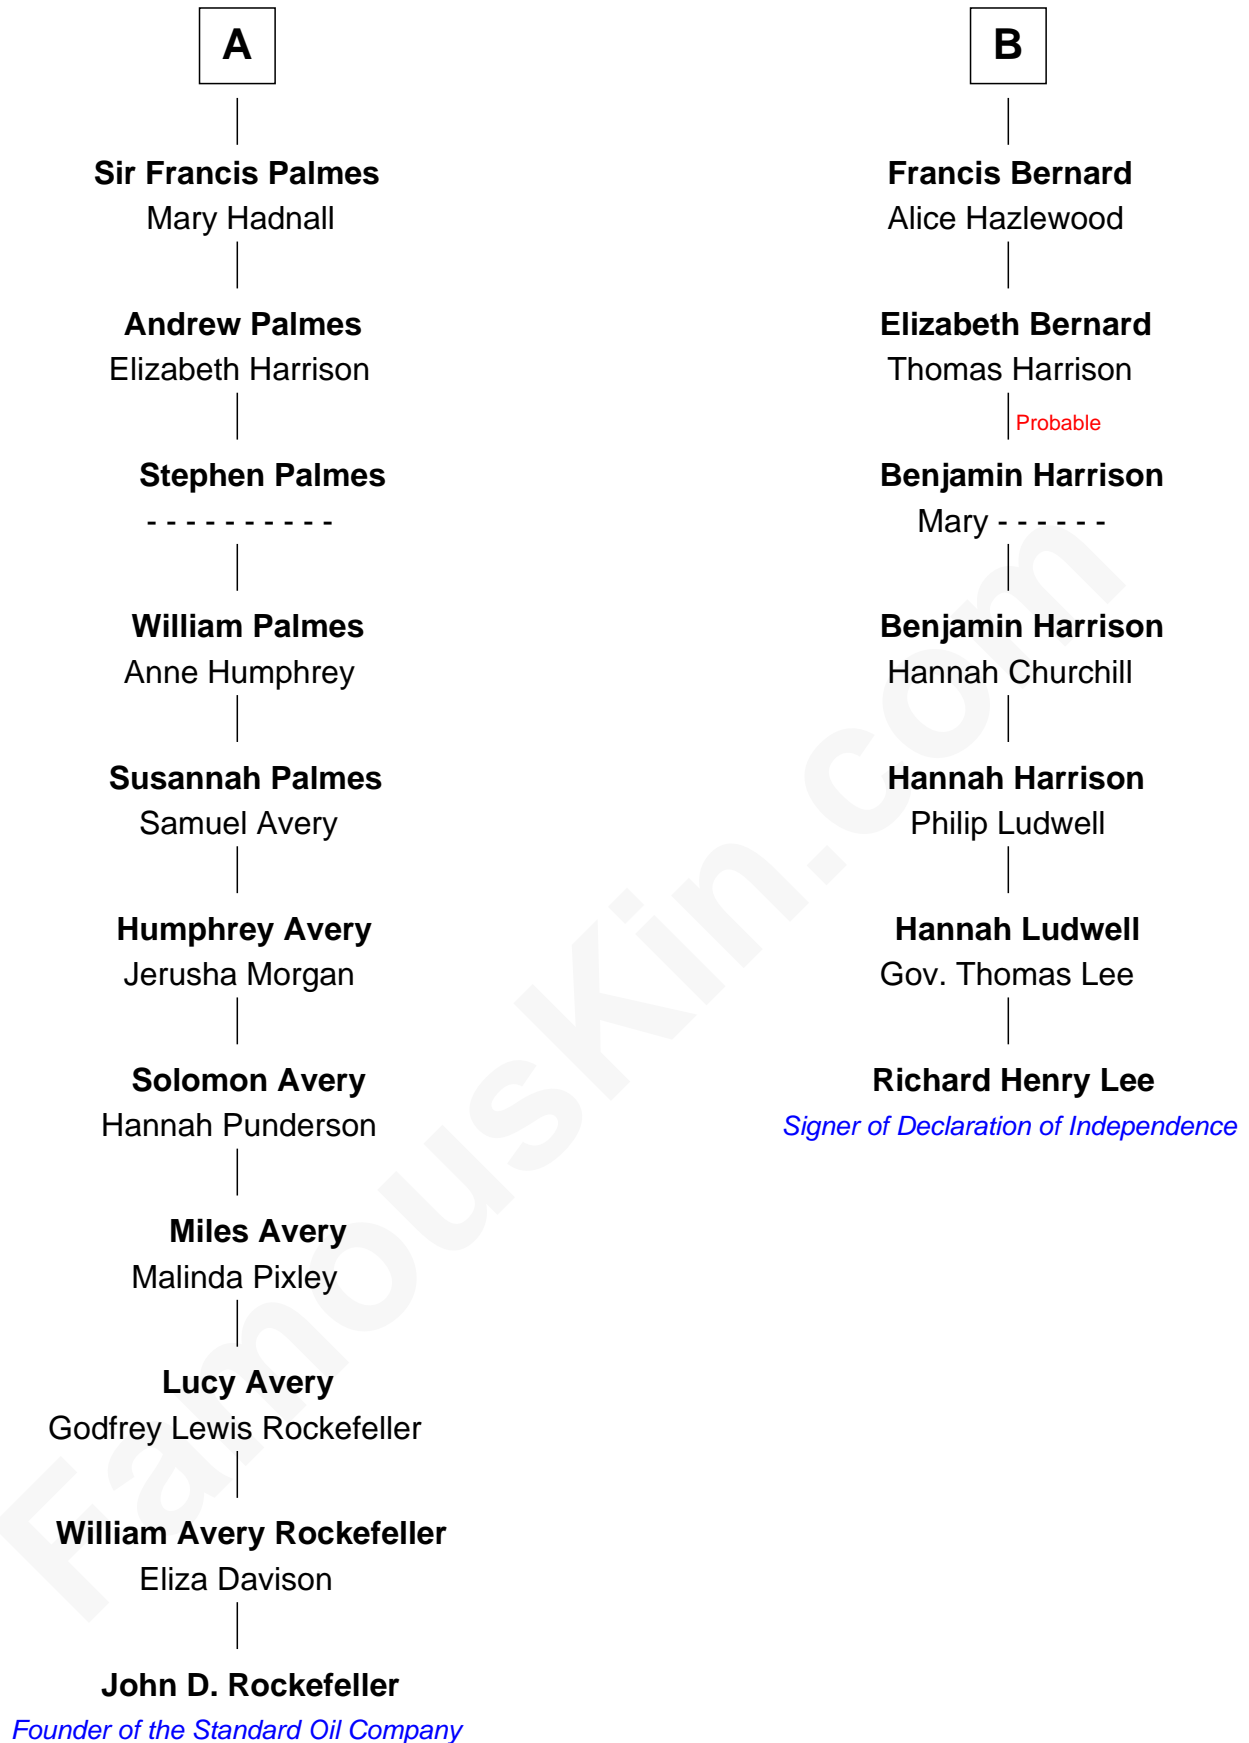 A
Sir Francis Palmes
Mary Hadnall
Andrew Palmes
Elizabeth Harrison
Stephen Palmes
- - - - - - - - - -
William Palmes
Anne Humphrey
Susannah Palmes
Samuel Avery
Humphrey Avery
Jerusha Morgan
Solomon Avery
Hannah Punderson
Miles Avery
Malinda Pixley
Lucy Avery
Godfrey Lewis Rockefeller
William Avery Rockefeller
Eliza Davison
John D. Rockefeller
Founder of the Standard Oil Company
B
Francis Bernard
Alice Hazlewood
Elizabeth Bernard
Thomas Harrison
Probable
Benjamin Harrison
Mary - - - - - -
Benjamin Harrison
Hannah Churchill
Hannah Harrison
Philip Ludwell
Hannah Ludwell
Gov. Thomas Lee
Richard Henry Lee
Signer of Declaration of Independence
FamousKin.com